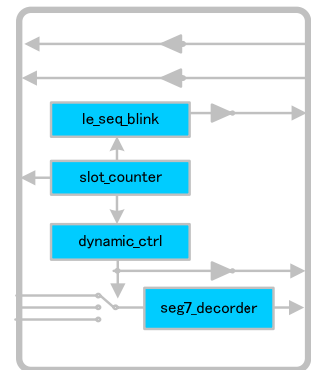 le_seq_blink
slot_counter
dynamic_ctrl
seg7_decorder